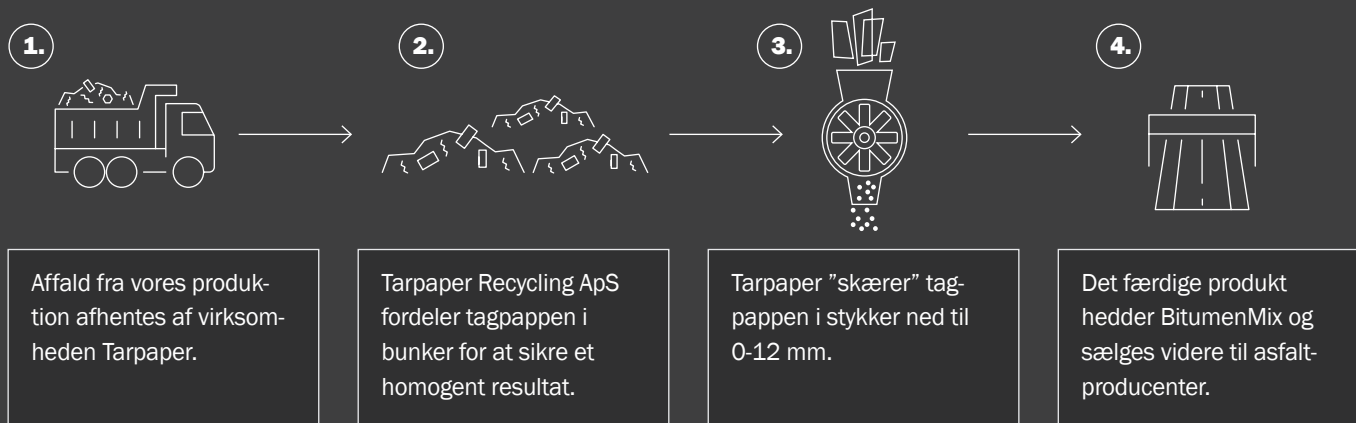 1.
2.
3.
4.
Affald fra vores produk-
tion afhentes af virksom-
heden Tarpaper.
Tarpaper Recycling ApS
fordeler tagpappen i
bunker for at sikre et
homogent resultat.
Tarpaper ”skærer” tag-
pappen i stykker ned til
0-12 mm.
Det færdige produkt
hedder BitumenMix og
sælges videre til asfalt-
producenter.